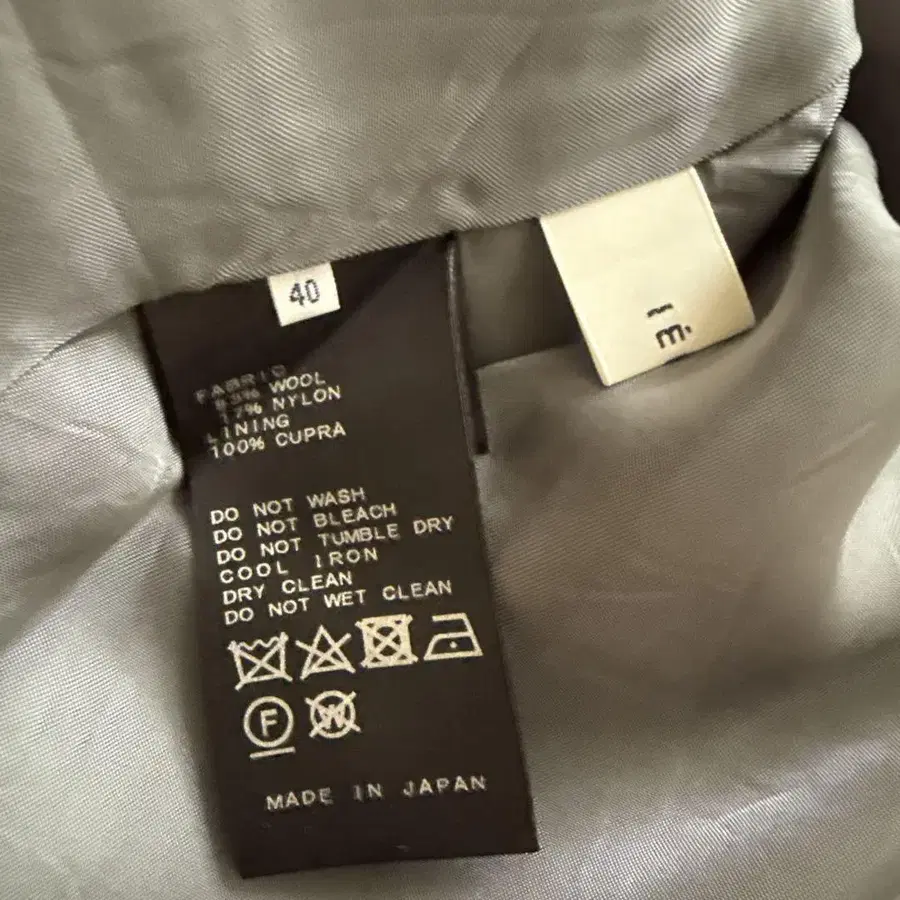 40
FABRIC
WOOL
NYLON
LINING
100% CUPRA
DO NOT WASH
DO NOT BLEACH
DO NOT TUMBLE DRY
COOL IRON
DRY CLEAN
DO NOT WET CLEAN
F
W
MADE IN JAPAN
m.